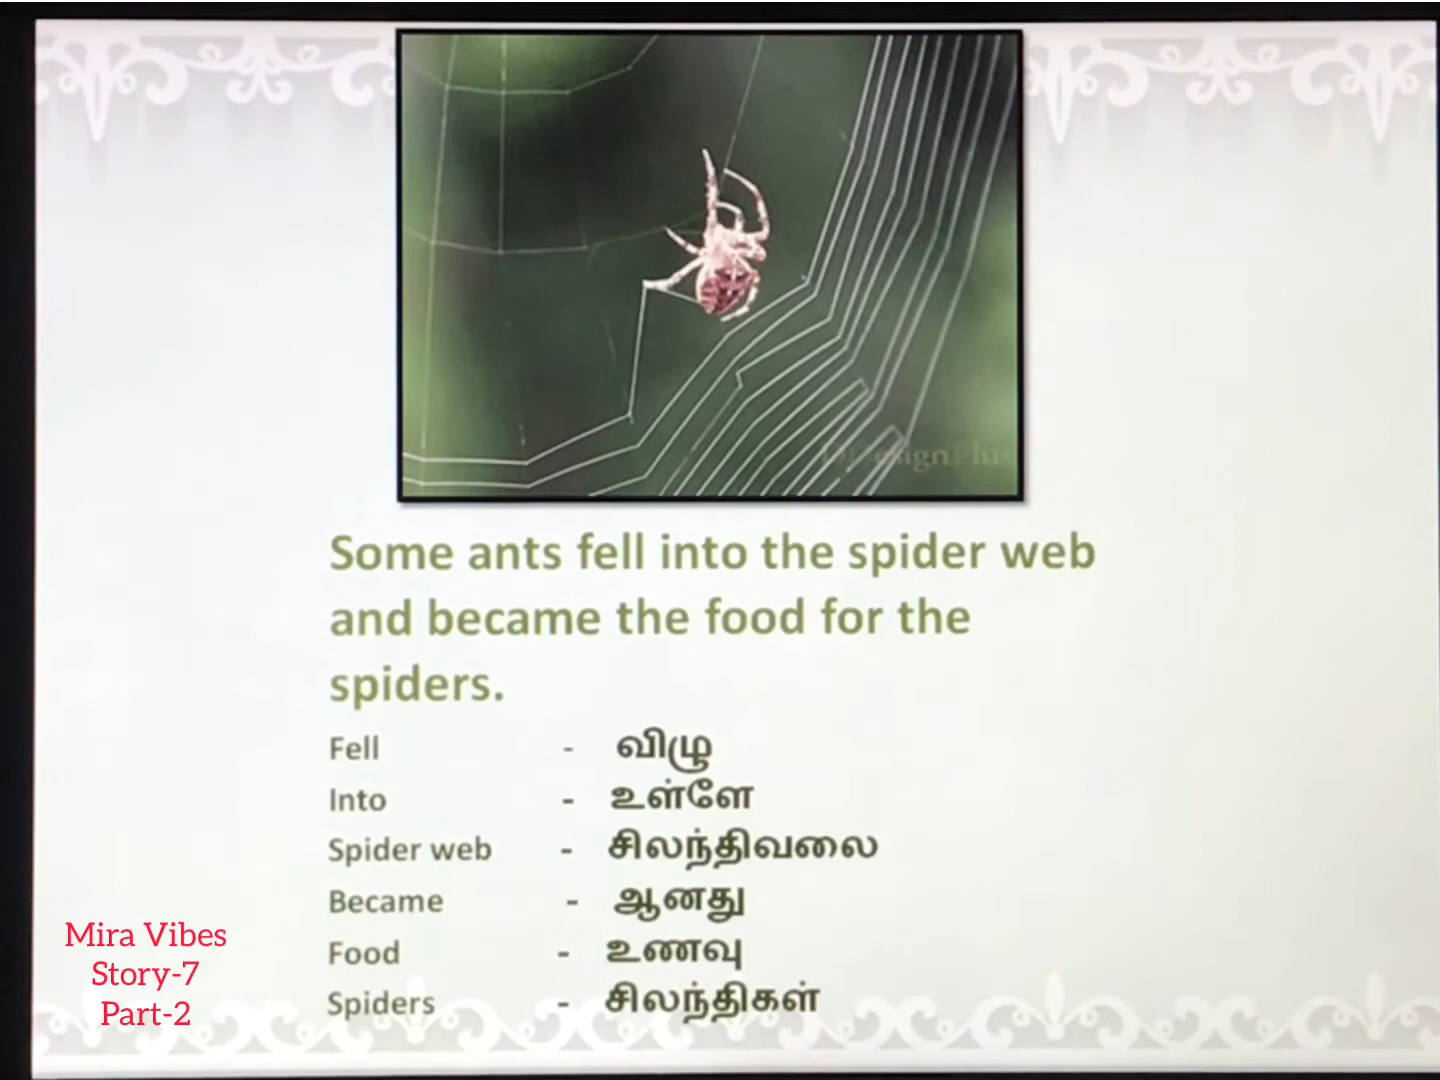 DesignPlus
Some ants fell into the spider web
and became the food for the
spiders.
Fell - விழு
Into - உள்ளே
Spider web - சிலந்திவலை
Became - ஆனது
Food - உணவு
Spiders - சிலந்திகள்
Mira Vibes
Story-7
Part-2